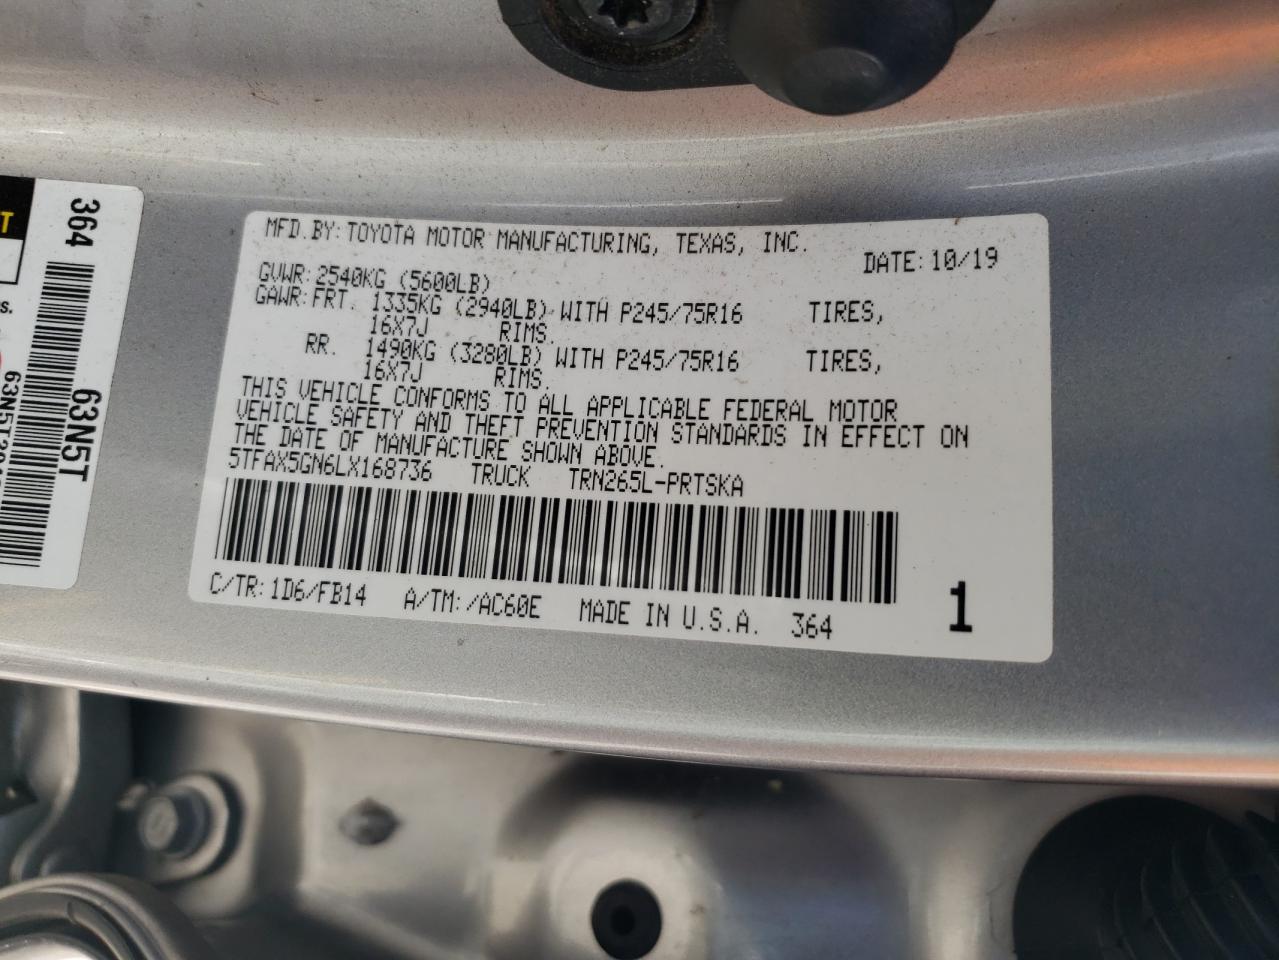 MFD.BY: TOYOTA MOTOR MANUFACTURING, TEXAS, INC.
DATE: 10/19
GVWR: 2540KG (5600LB)
GAWR: FRT. 1335KG (2940LB) WITH P245/75R16 TIRES,
16X7J RIMS.
RR. 1490KG (3280LB) WITH P245/75R16 TIRES,
16X7J RIMS.
THIS VEHICLE CONFORMS TO ALL APPLICABLE FEDERAL MOTOR
VEHICLE SAFETY AND THEFT PREVENTION STANDARDS IN EFFECT ON
THE DATE OF MANUFACTURE SHOWN ABOVE.
5TFAX5GN6LX168736 TRUCK TRN265L-PRTSKA
C/TR: 1D6/FB14 A/TM: /AC60E MADE IN U.S.A. 364
1
364
63N5T